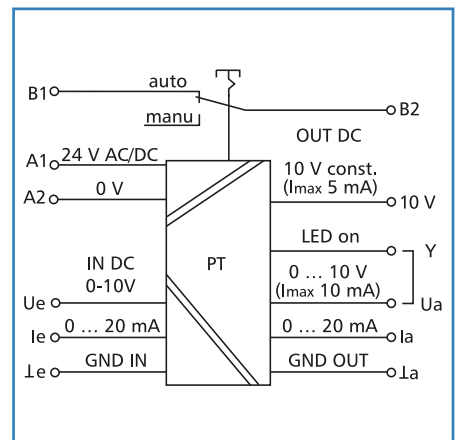 auto
B1
B2
manu
OUT DC
A1 24 V AC/DC
10 V const.
(Imax 5 mA)
A2 0 V
10 V
LED on
Y
IN DC
0-10V
PT
0 … 10 V
(Imax 10 mA)
Ue
Ua
Ie 0 … 20 mA
0 … 20 mA Ia
⊥e GND IN
GND OUT ⊥a